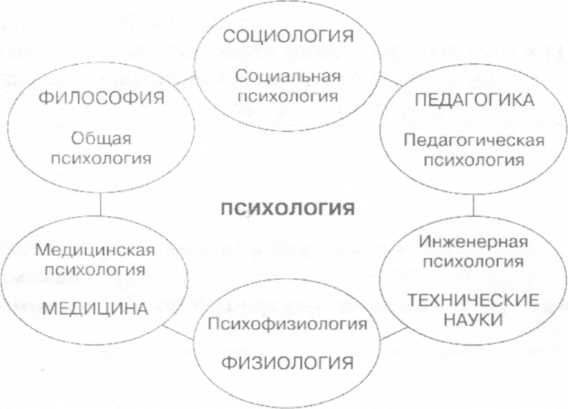 СОЦИОЛОГИЯ
Социальная
психология
ФИЛОСОФИЯ
Общая
психология
ПЕДАГОГИКА
Педагогическая
психология
ПСИХОЛОГИЯ
Медицинская
психология
МЕДИЦИНА
Инженерная
психология
ТЕХНИЧЕСКИЕ
НАУКИ
Психофизиология
ФИЗИОЛОГИЯ